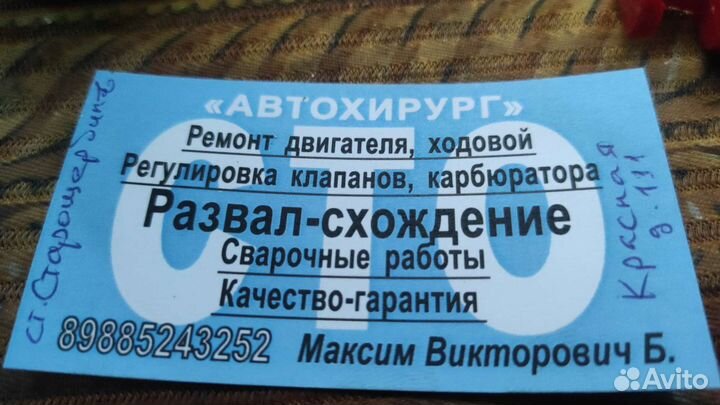 «АВТОХИРУРГ»
СТО
Ремонт двигателя, ходовой
Регулировка клапанов, карбюратора
Развал-схождение
Сварочные работы
Качество-гарантия
89885243252 Максим Викторович Б.
ст. Старощербинов
Красная
д. 111
Avito